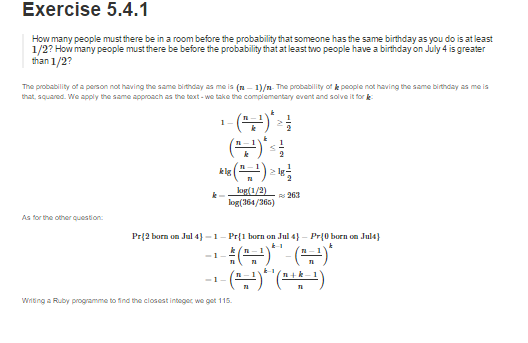 Exercise 5.4.1
How many people must there be in a room before the probability that someone has the same birthday as you do is at least
1/2? How many people must there be before the probability that at least two people have a birthday on July 4 is greater
than 1/2?
The probability of a person not having the same birthday as me is (n − 1)/n. The probability of k people not having the same birthday as me is
that, squared. We apply the same approach as the text - we take the complementary event and solve it for k:
1 − ((n − 1)/k)^k ≥ 1/2
((n − 1)/k)^k ≤ 1/2
k lg((n − 1)/n) ≥ lg 1/2
k = log(1/2)/log(364/365) ≈ 263
As for the other question:
Pr{2 born on Jul 4} = 1 − Pr{1 born on Jul 4} − Pr{0 born on Jul4}
= 1 − k/n ((n − 1)/n)^(k−1) − ((n − 1)/n)^k
= 1 − ((n − 1)/n)^(k−1) ((n + k − 1)/n)
Writing a Ruby programme to find the closest integer, we get 115.